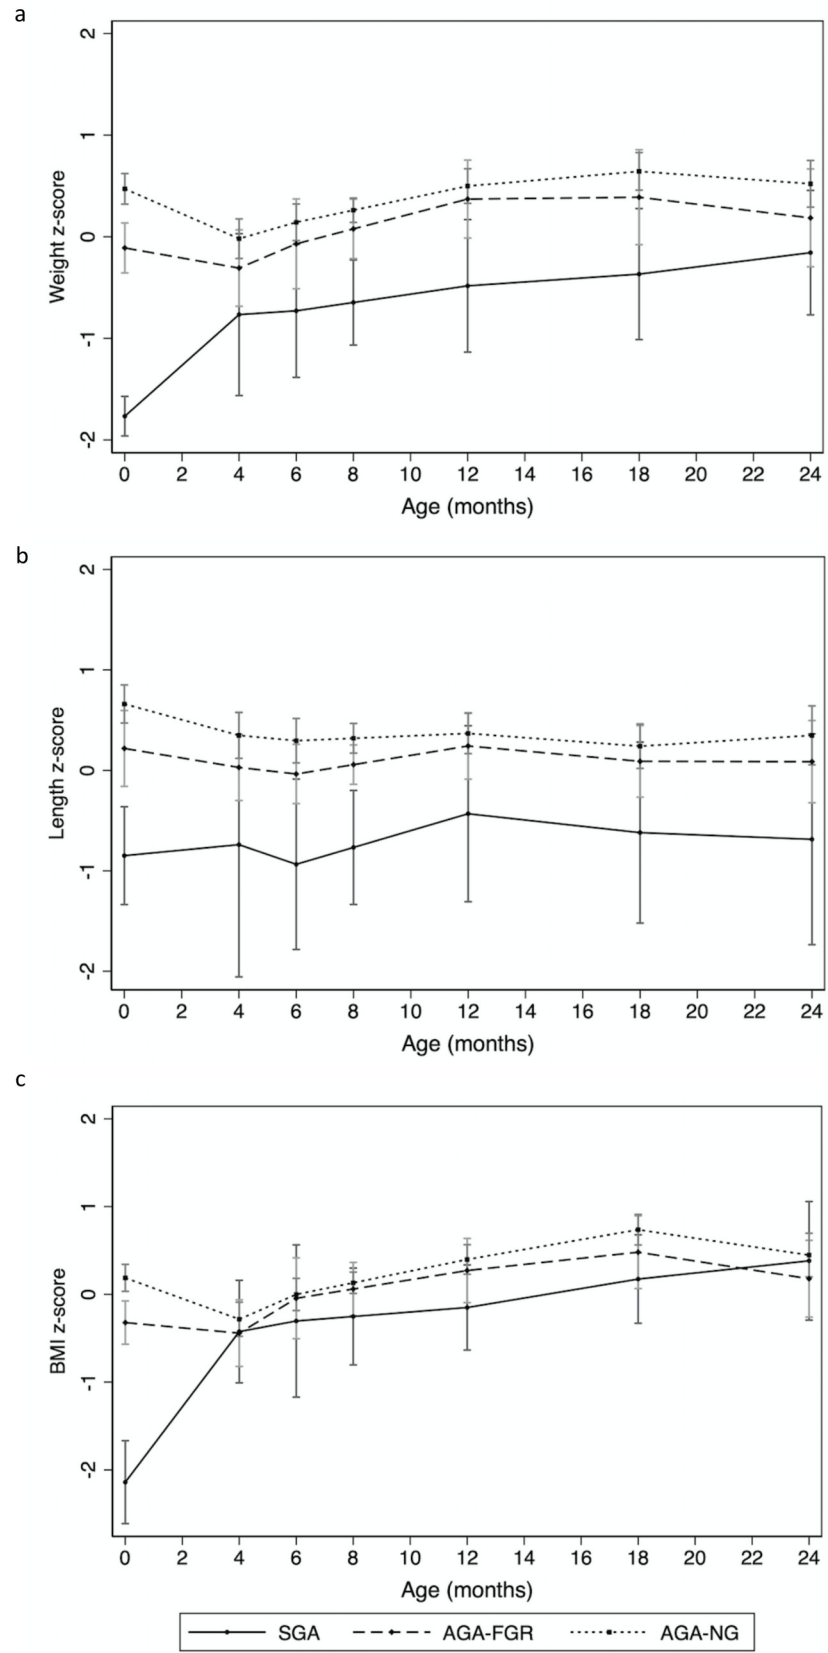 a
2
1
0
-1
-2
Weight z-score
0 2 4 6 8 10 12 14 16 18 20 22 24
Age (months)
b
2
1
0
-1
-2
Length z-score
0 2 4 6 8 10 12 14 16 18 20 22 24
Age (months)
c
2
1
0
-1
-2
BMI z-score
0 2 4 6 8 10 12 14 16 18 20 22 24
Age (months)
SGA AGA-FGR AGA-NG